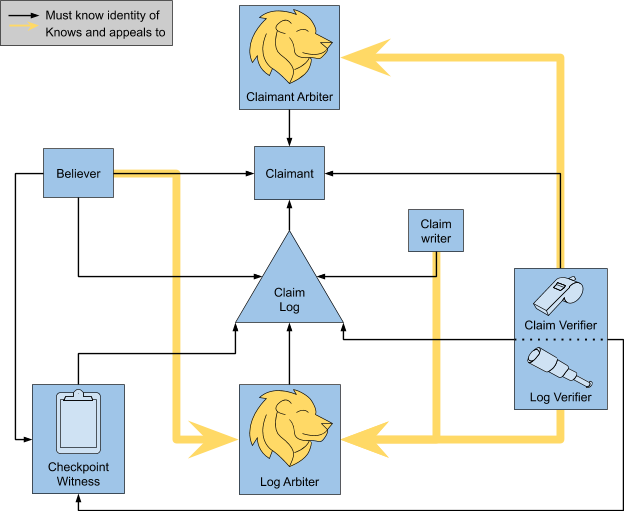 Must know identity of
Knows and appeals to
Claimant Arbiter
Believer
Claimant
Claim
writer
Claim
Log
Claim Verifier
Log Verifier
Checkpoint
Witness
Log Arbiter